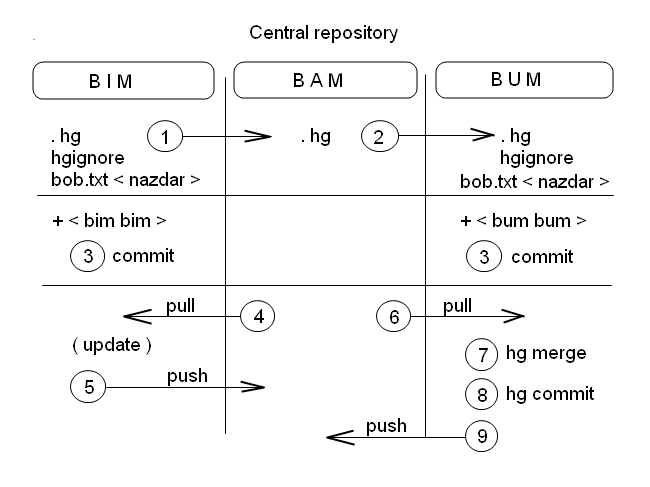 Central repository
B I M
B A M
B U M
. hg
1
. hg
2
. hg
hgignore
hgignore
bob.txt < nazdar >
bob.txt < nazdar >
+ < bim bim >
+ < bum bum >
3 commit
3 commit
pull
4
6
pull
( update )
7 hg merge
5
push
8 hg commit
push
9